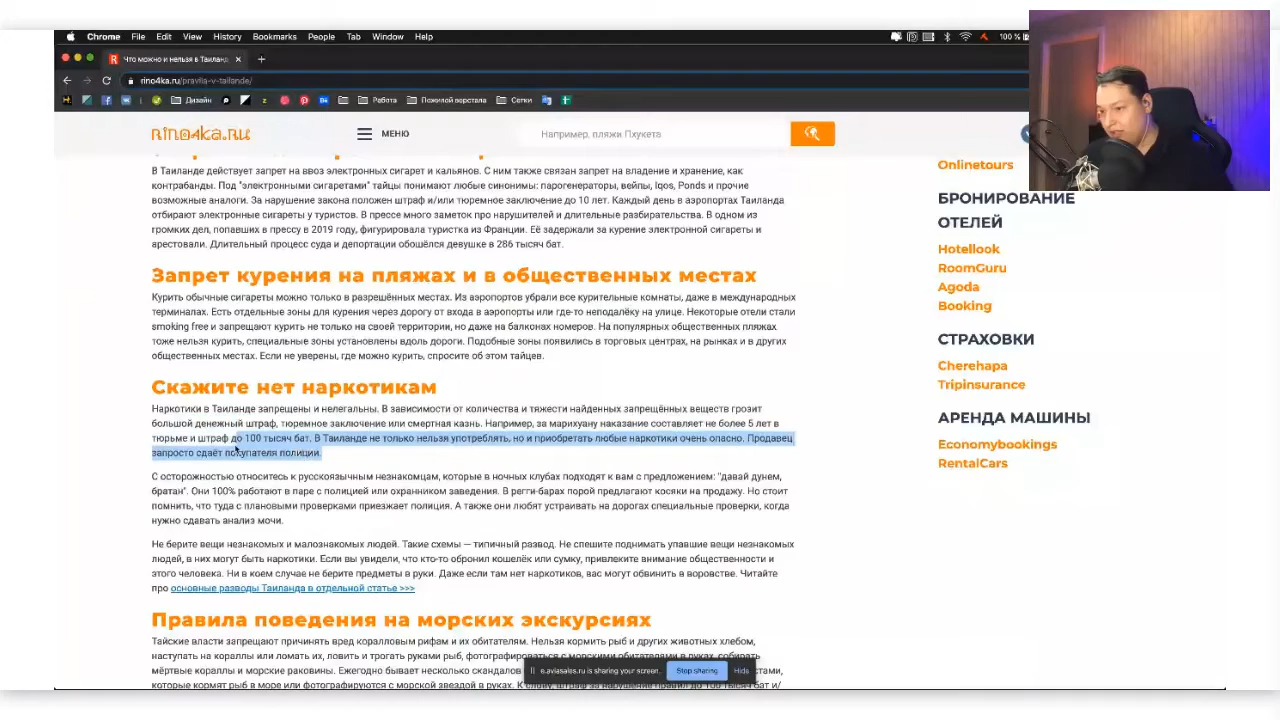 Chrome File Edit View History Bookmarks People Tab Window Help 100 %
Что можно и нельзя в Таиланд
rino4ka.ru/pravila-v-tailande/
Дизайн Работа Пожилой верстала Сетки
rino4ka.ru МЕНЮ Например, пляжи Пхукета
В Таиланде действует запрет на ввоз электронных сигарет и кальянов. С ним также связан запрет на владение и хранение, как
контрабанды. Под "электронными сигаретами" тайцы понимают любые синонимы: парогенераторы, вейпы, Iqos, Ponds и прочие
возможные аналоги. За нарушение закона положен штраф и/или тюремное заключение до 10 лет. Каждый день в аэропортах Таиланда
отбирают электронные сигареты у туристов. В прессе много заметок про нарушителей и длительные разбирательства. В одном из
громких дел, попавших в прессу в 2019 году, фигурировала туристка из Франции. Её задержали за курение электронной сигареты и
арестовали. Длительный процесс суда и депортации обошёлся девушке в 286 тысяч бат.
Запрет курения на пляжах и в общественных местах
Курить обычные сигареты можно только в разрешённых местах. Из аэропортов убрали все курительные комнаты, даже в международных
терминалах. Есть отдельные зоны для курения через дорогу от входа в аэропорты или где-то неподалёку на улице. Некоторые отели стали
smoking free и запрещают курить не только на своей территории, но даже на балконах номеров. На популярных общественных пляжах
тоже нельзя курить, специальные зоны установлены вдоль дороги. Подобные зоны появились в торговых центрах, на рынках и в других
общественных местах. Если не уверены, где можно курить, спросите об этом тайцев.
Скажите нет наркотикам
Наркотики в Таиланде запрещены и нелегальны. В зависимости от количества и тяжести найденных запрещённых веществ грозит
большой денежный штраф, тюремное заключение или смертная казнь. Например, за марихуану наказание составляет не более 5 лет в
тюрьме и штраф до 100 тысяч бат. В Таиланде не только нельзя употреблять, но и приобретать любые наркотики очень опасно. Продавец
запросто сдаёт покупателя полиции.
С осторожностью относитесь к русскоязычным незнакомцам, которые в ночных клубах подходят к вам с предложением: "давай дунем,
братан". Они 100% работают в паре с полицией или охранником заведения. В регги-барах порой предлагают косяки на продажу. Но стоит
помнить, что туда с плановыми проверками приезжает полиция. А также они любят устраивать на дорогах специальные проверки, когда
нужно сдавать анализ мочи.
Не берите вещи незнакомых и малознакомых людей. Такие схемы — типичный развод. Не спешите поднимать упавшие вещи незнакомых
людей, в них могут быть наркотики. Если вы увидели, что кто-то обронил кошелёк или сумку, привлеките внимание общественности и
этого человека. Ни в коем случае не берите предметы в руки. Даже если там нет наркотиков, вас могут обвинить в воровстве. Читайте
про основные разводы Таиланда в отдельной статье >>>
Правила поведения на морских экскурсиях
Тайские власти запрещают причинять вред коралловым рифам и их обитателям. Нельзя кормить рыб и других животных хлебом,
наступать на кораллы или ломать их, ловить и трогать руками рыб, фотографироваться с морскими обитателями в руках, собирать
мёртвые кораллы и морские раковины. Ежегодно бывает несколько скандалов
которые кормят рыб в море или фотографируются с морской звездой в руках. К слову, штраф за нарушение правил до 100 тысяч бат и/
e.aviasales.ru is sharing your screen. Stop sharing Hide
Onlinetours
БРОНИРОВАНИЕ
ОТЕЛЕЙ
Hotellook
RoomGuru
Agoda
Booking
СТРАХОВКИ
Cherehapa
Tripinsurance
АРЕНДА МАШИНЫ
Economybookings
RentalCars